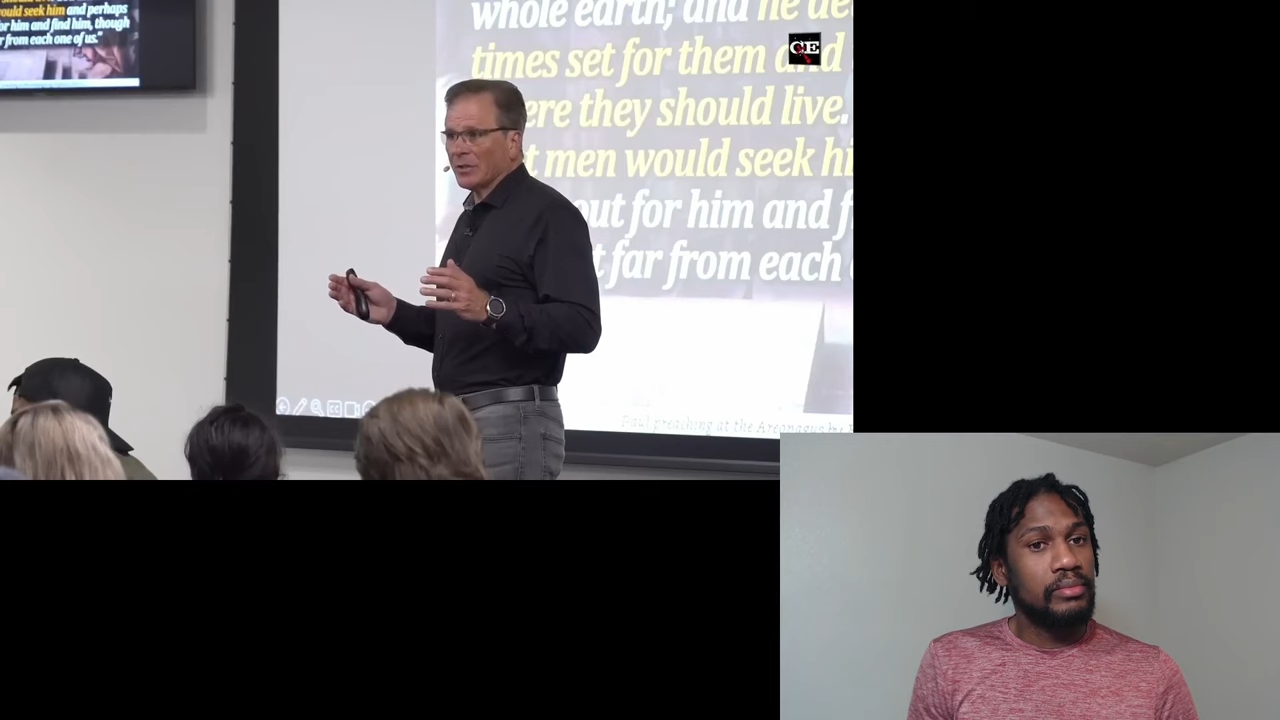 would seek him and perhaps
or him and find him, though
r from each one of us."
whole earth; and he de
CE
times set for them and
ere they should live.
t men would seek hi
out for him and f
t far from each
Paul preaching at the Areopagus by